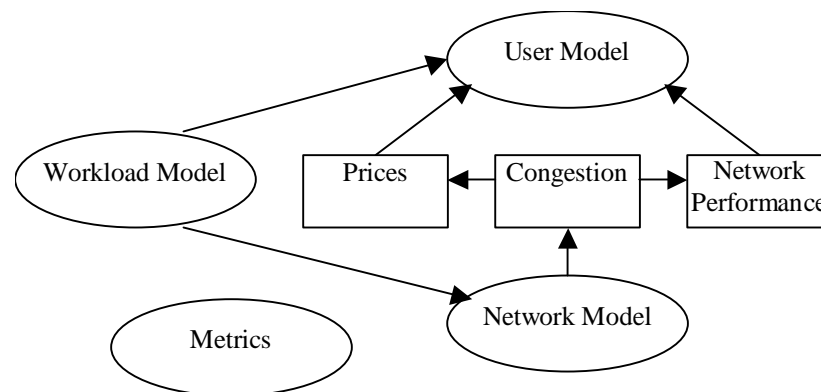 User Model
Workload Model
Prices
Congestion
Network
Performance
Metrics
Network Model